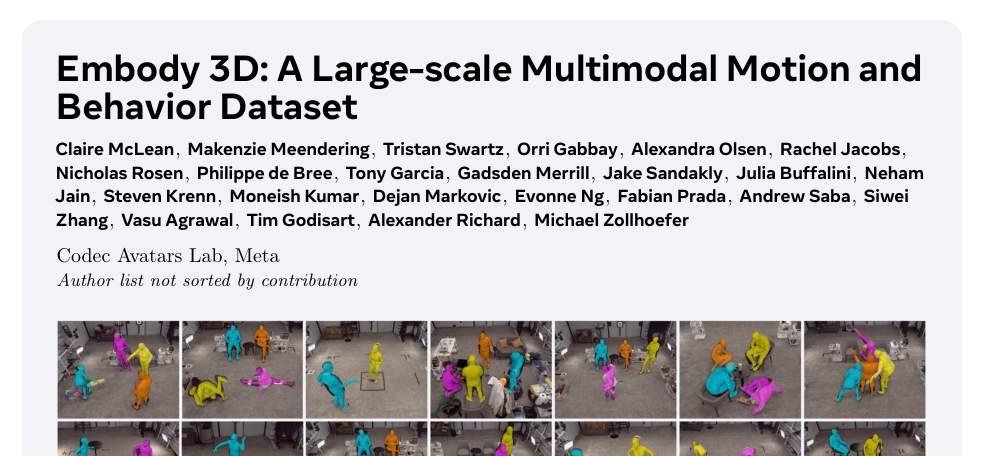 Embody 3D: A Large-scale Multimodal Motion and
Behavior Dataset
Claire McLean, Makenzie Meendering, Tristan Swartz, Orri Gabbay, Alexandra Olsen, Rachel Jacobs,
Nicholas Rosen, Philippe de Bree, Tony Garcia, Gadsden Merrill, Jake Sandakly, Julia Buffalini, Neham
Jain, Steven Krenn, Moneish Kumar, Dejan Markovic, Evonne Ng, Fabian Prada, Andrew Saba, Siwei
Zhang, Vasu Agrawal, Tim Godisart, Alexander Richard, Michael Zollhoefer
Codec Avatars Lab, Meta
Author list not sorted by contribution